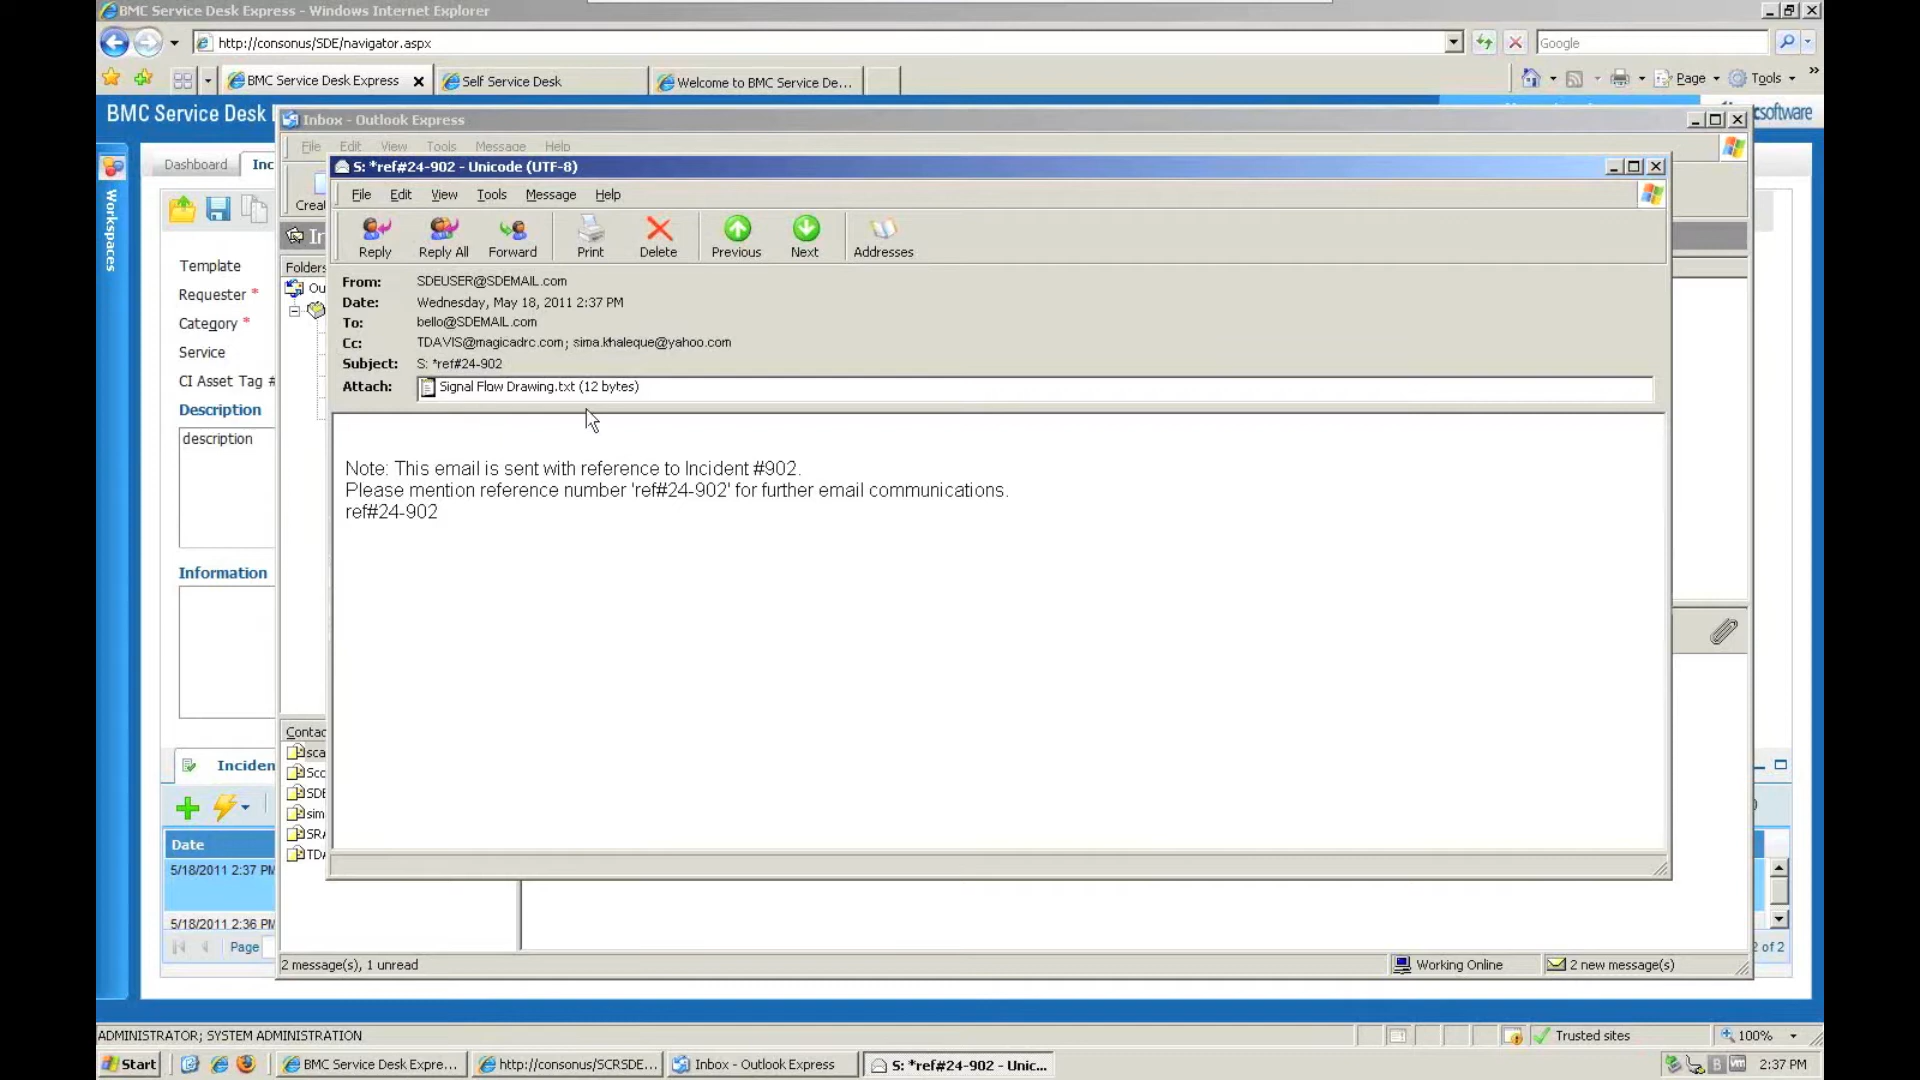 BMC Service Desk Express - Windows Internet Explorer
http://consonus/SDE/navigator.aspx
Google
BMC Service Desk Express
Self Service Desk
Welcome to BMC Service De...
Page
Tools
BMC Service Desk
Inbox - Outlook Express
File Edit View Tools Message Help
Dashboard
Inc
S: *ref#24-902 - Unicode (UTF-8)
Workspaces
File Edit View Tools Message Help
Reply
Reply All
Forward
Print
Delete
Previous
Next
Addresses
Template
Requester *
Category *
Service
CI Asset Tag #
Folders
From: SDEUSER@SDEMAIL.com
Date: Wednesday, May 18, 2011 2:37 PM
To: bello@SDEMAIL.com
Cc: TDAVIS@magicadrc.com; sima.khaleque@yahoo.com
Subject: S: *ref#24-902
Attach: Signal Flow Drawing.txt (12 bytes)
Description
description
Note: This email is sent with reference to Incident #902.
Please mention reference number 'ref#24-902' for further email communications.
ref#24-902
Information
Contac
sca
Sco
SDE
sim
SRA
TDA
Inciden
Date
5/18/2011 2:37 PM
5/18/2011 2:36 PM
Page
2 of 2
2 message(s), 1 unread
Working Online
2 new message(s)
ADMINISTRATOR; SYSTEM ADMINISTRATION
Trusted sites
100%
Start
BMC Service Desk Expre...
http://consonus/SCRSDE...
Inbox - Outlook Express
S: *ref#24-902 - Unic...
2:37 PM